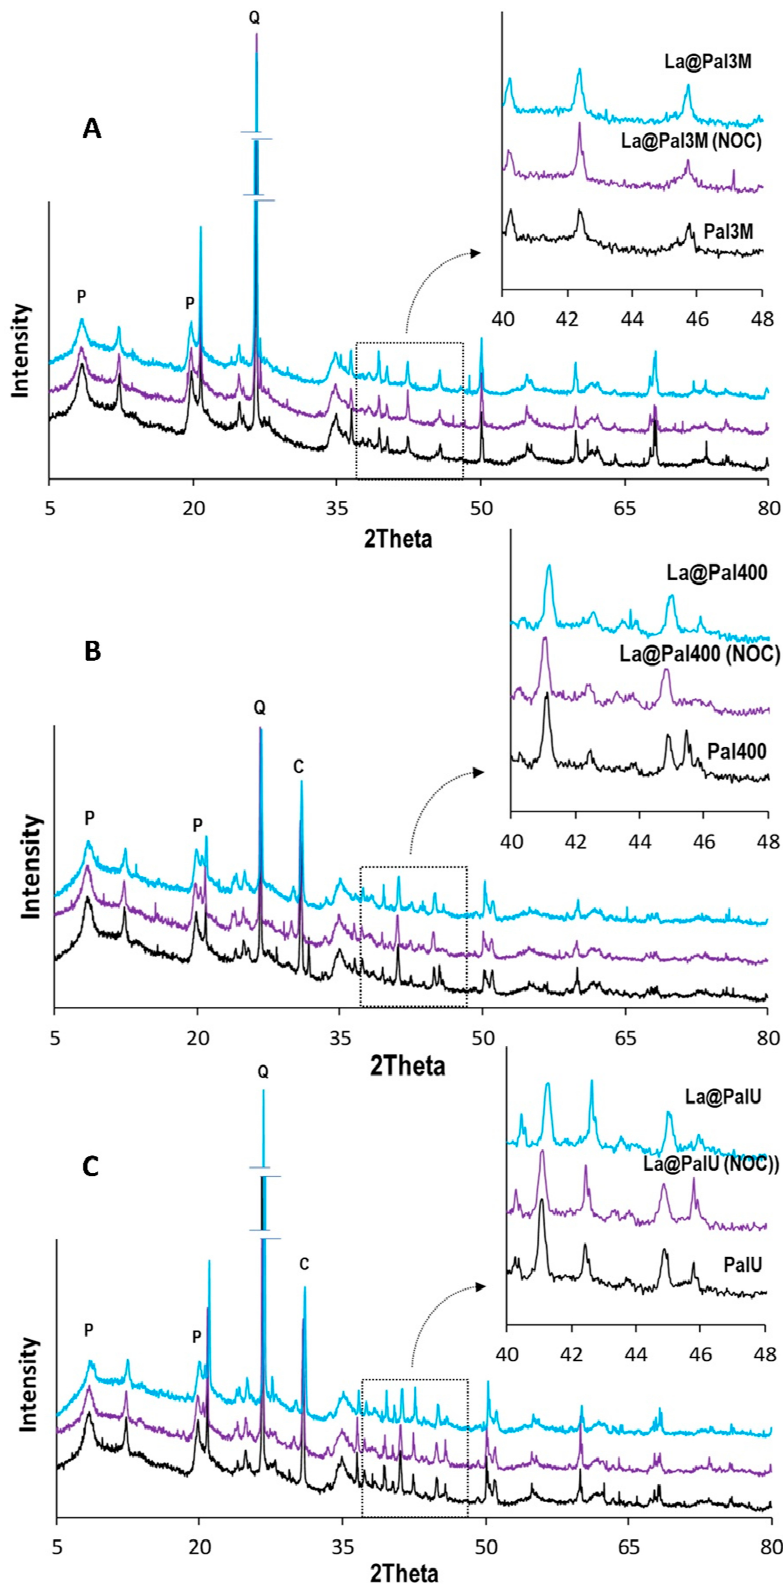 Q
A
La@Pal3M
La@Pal3M (NOC)
Pal3M
40 42 44 46 48
P P
Intensity
5 20 35 50 65 80
2Theta
B
La@Pal400
La@Pal400 (NOC)
Pal400
40 42 44 46 48
Q
C
P P
Intensity
5 20 35 50 65 80
2Theta
Q
C
La@PalU
La@PalU (NOC))
PalU
40 42 44 46 48
C
P P
Intensity
5 20 35 50 65 80
2Theta